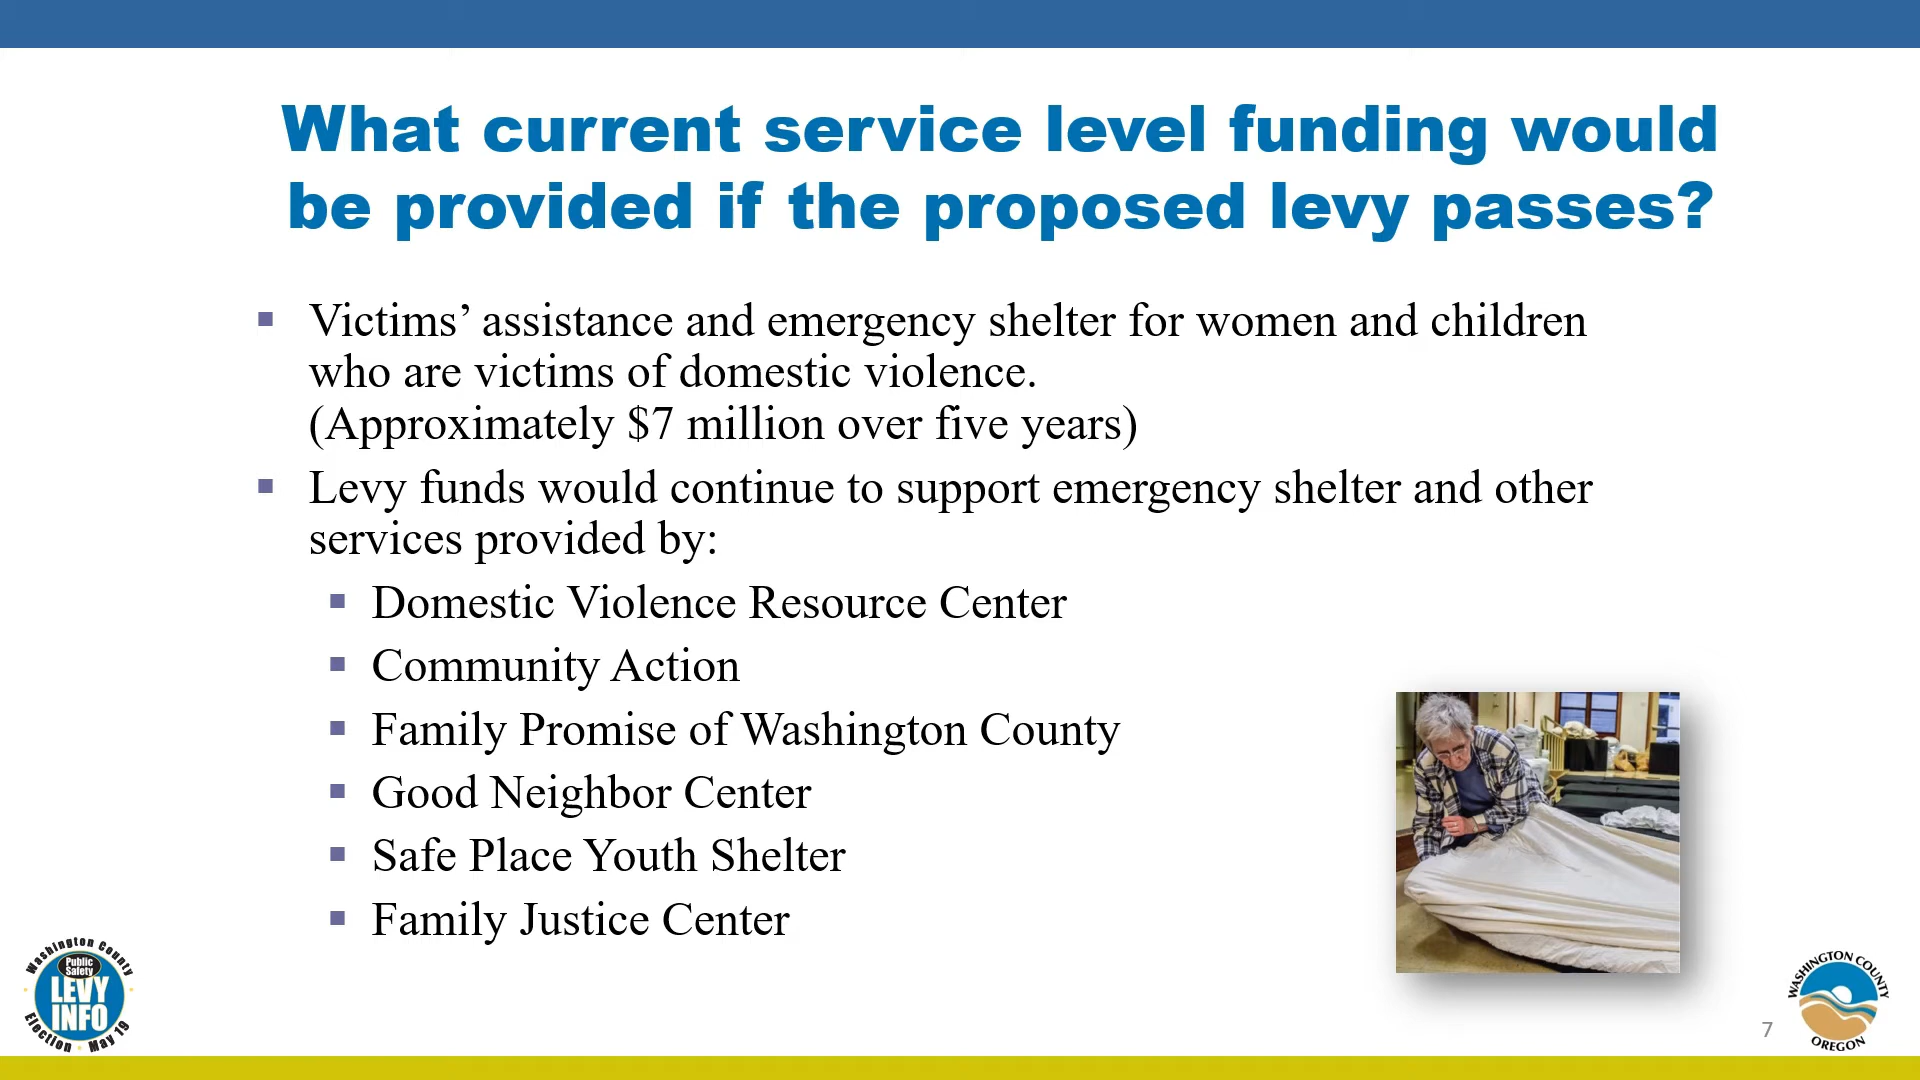 What current service level funding would
be provided if the proposed levy passes?
▪ Victims’ assistance and emergency shelter for women and children
who are victims of domestic violence.
(Approximately $7 million over five years)
▪ Levy funds would continue to support emergency shelter and other
services provided by:
▪ Domestic Violence Resource Center
▪ Community Action
▪ Family Promise of Washington County
▪ Good Neighbor Center
▪ Safe Place Youth Shelter
▪ Family Justice Center
Washington County
Public
Safety
LEVY
INFO
Election • May 19
7
WASHINGTON COUNTY
OREGON